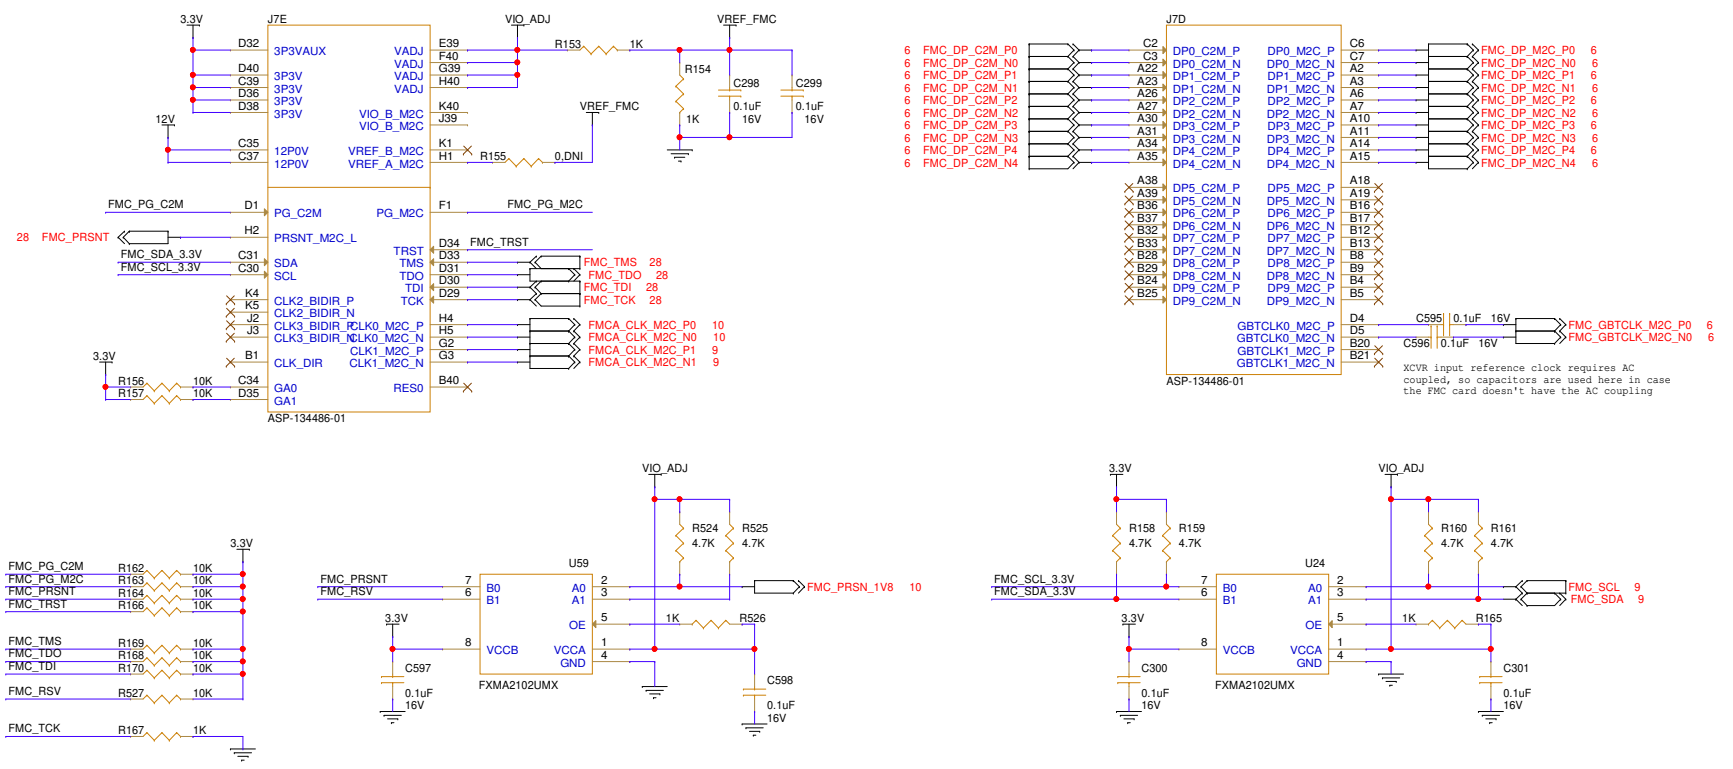 3.3V J7E VIO_ADJ VREF_FMC
D32 3P3VAUX VADJ E39 R153 1K
F40 VADJ
D40 3P3V VADJ G39 R154 C298 C299
C39 3P3V VADJ H40
D36 3P3V 0.1uF 0.1uF
D38 3P3V VIO_B_M2C K40 VREF_FMC 1K 16V 16V
12V VIO_B_M2C J39
C35 12P0V VREF_B_M2C K1
C37 12P0V VREF_A_M2C H1 R155 0,DNI
FMC_PG_C2M D1 PG_C2M PG_M2C F1 FMC_PG_M2C
28 FMC_PRSNT H2 PRSNT_M2C_L
TRST D34 FMC_TRST
FMC_SDA_3.3V C31 SDA TMS D33 FMC_TMS 28
FMC_SCL_3.3V C30 SCL TDO D31 FMC_TDO 28
TDI D30 FMC_TDI 28
K4 CLK2_BIDIR_P TCK D29 FMC_TCK 28
K5 CLK2_BIDIR_N
J2 CLK3_BIDIR_P CLK0_M2C_P H4 FMCA_CLK_M2C_P0 10
J3 CLK3_BIDIR_N CLK0_M2C_N H5 FMCA_CLK_M2C_N0 10
CLK1_M2C_P G2 FMCA_CLK_M2C_P1 9
B1 CLK_DIR CLK1_M2C_N G3 FMCA_CLK_M2C_N1 9
3.3V
R156 10K C34 GA0 RES0 B40
R157 10K D35 GA1
ASP-134486-01
J7D
6 FMC_DP_C2M_P0 C2 DP0_C2M_P DP0_M2C_P C6 FMC_DP_M2C_P0 6
6 FMC_DP_C2M_N0 C3 DP0_C2M_N DP0_M2C_N C7 FMC_DP_M2C_N0 6
6 FMC_DP_C2M_P1 A22 DP1_C2M_P DP1_M2C_P A2 FMC_DP_M2C_P1 6
6 FMC_DP_C2M_N1 A23 DP1_C2M_N DP1_M2C_N A3 FMC_DP_M2C_N1 6
6 FMC_DP_C2M_P2 A26 DP2_C2M_P DP2_M2C_P A6 FMC_DP_M2C_P2 6
6 FMC_DP_C2M_N2 A27 DP2_C2M_N DP2_M2C_N A7 FMC_DP_M2C_N2 6
6 FMC_DP_C2M_P3 A30 DP3_C2M_P DP3_M2C_P A10 FMC_DP_M2C_P3 6
6 FMC_DP_C2M_N3 A31 DP3_C2M_N DP3_M2C_N A11 FMC_DP_M2C_N3 6
6 FMC_DP_C2M_P4 A34 DP4_C2M_P DP4_M2C_P A14 FMC_DP_M2C_P4 6
6 FMC_DP_C2M_N4 A35 DP4_C2M_N DP4_M2C_N A15 FMC_DP_M2C_N4 6
A38 DP5_C2M_P DP5_M2C_P A18
A39 DP5_C2M_N DP5_M2C_N A19
B36 DP6_C2M_P DP6_M2C_P B16
B37 DP6_C2M_N DP6_M2C_N B17
B32 DP7_C2M_P DP7_M2C_P B12
B33 DP7_C2M_N DP7_M2C_N B13
B28 DP8_C2M_P DP8_M2C_P B8
B29 DP8_C2M_N DP8_M2C_N B9
B24 DP9_C2M_P DP9_M2C_P B4
B25 DP9_C2M_N DP9_M2C_N B5
GBTCLK0_M2C_P D4 C595 0.1uF 16V FMC_GBTCLK_M2C_P0 6
GBTCLK0_M2C_N D5 C596 0.1uF 16V FMC_GBTCLK_M2C_N0 6
GBTCLK1_M2C_P B20
GBTCLK1_M2C_N B21
ASP-134486-01
XCVR input reference clock requires AC
coupled, so capacitors are used here in case
the FMC card doesn't have the AC coupling
3.3V
FMC_PG_C2M R162 10K
FMC_PG_M2C R163 10K
FMC_PRSNT R164 10K
FMC_TRST R166 10K
FMC_TMS R169 10K
FMC_TDO R168 10K
FMC_TDI R170 10K
FMC_RSV R527 10K
FMC_TCK R167 1K
VIO_ADJ
R524 R525
4.7K 4.7K
U59
FMC_PRSNT 7 B0 A0 2 FMC_PRSN_1V8 10
FMC_RSV 6 B1 A1 3
3.3V OE 5 1K R526
8 VCCB VCCA 1
GND 4
C597 C598
0.1uF FXMA2102UMX 0.1uF
16V 16V
3.3V VIO_ADJ
R158 R159 R160 R161
4.7K 4.7K 4.7K 4.7K
U24
FMC_SCL_3.3V 7 B0 A0 2 FMC_SCL 9
FMC_SDA_3.3V 6 B1 A1 3 FMC_SDA 9
3.3V OE 5 1K R165
8 VCCB VCCA 1
GND 4
C300 C301
0.1uF FXMA2102UMX 0.1uF
16V 16V